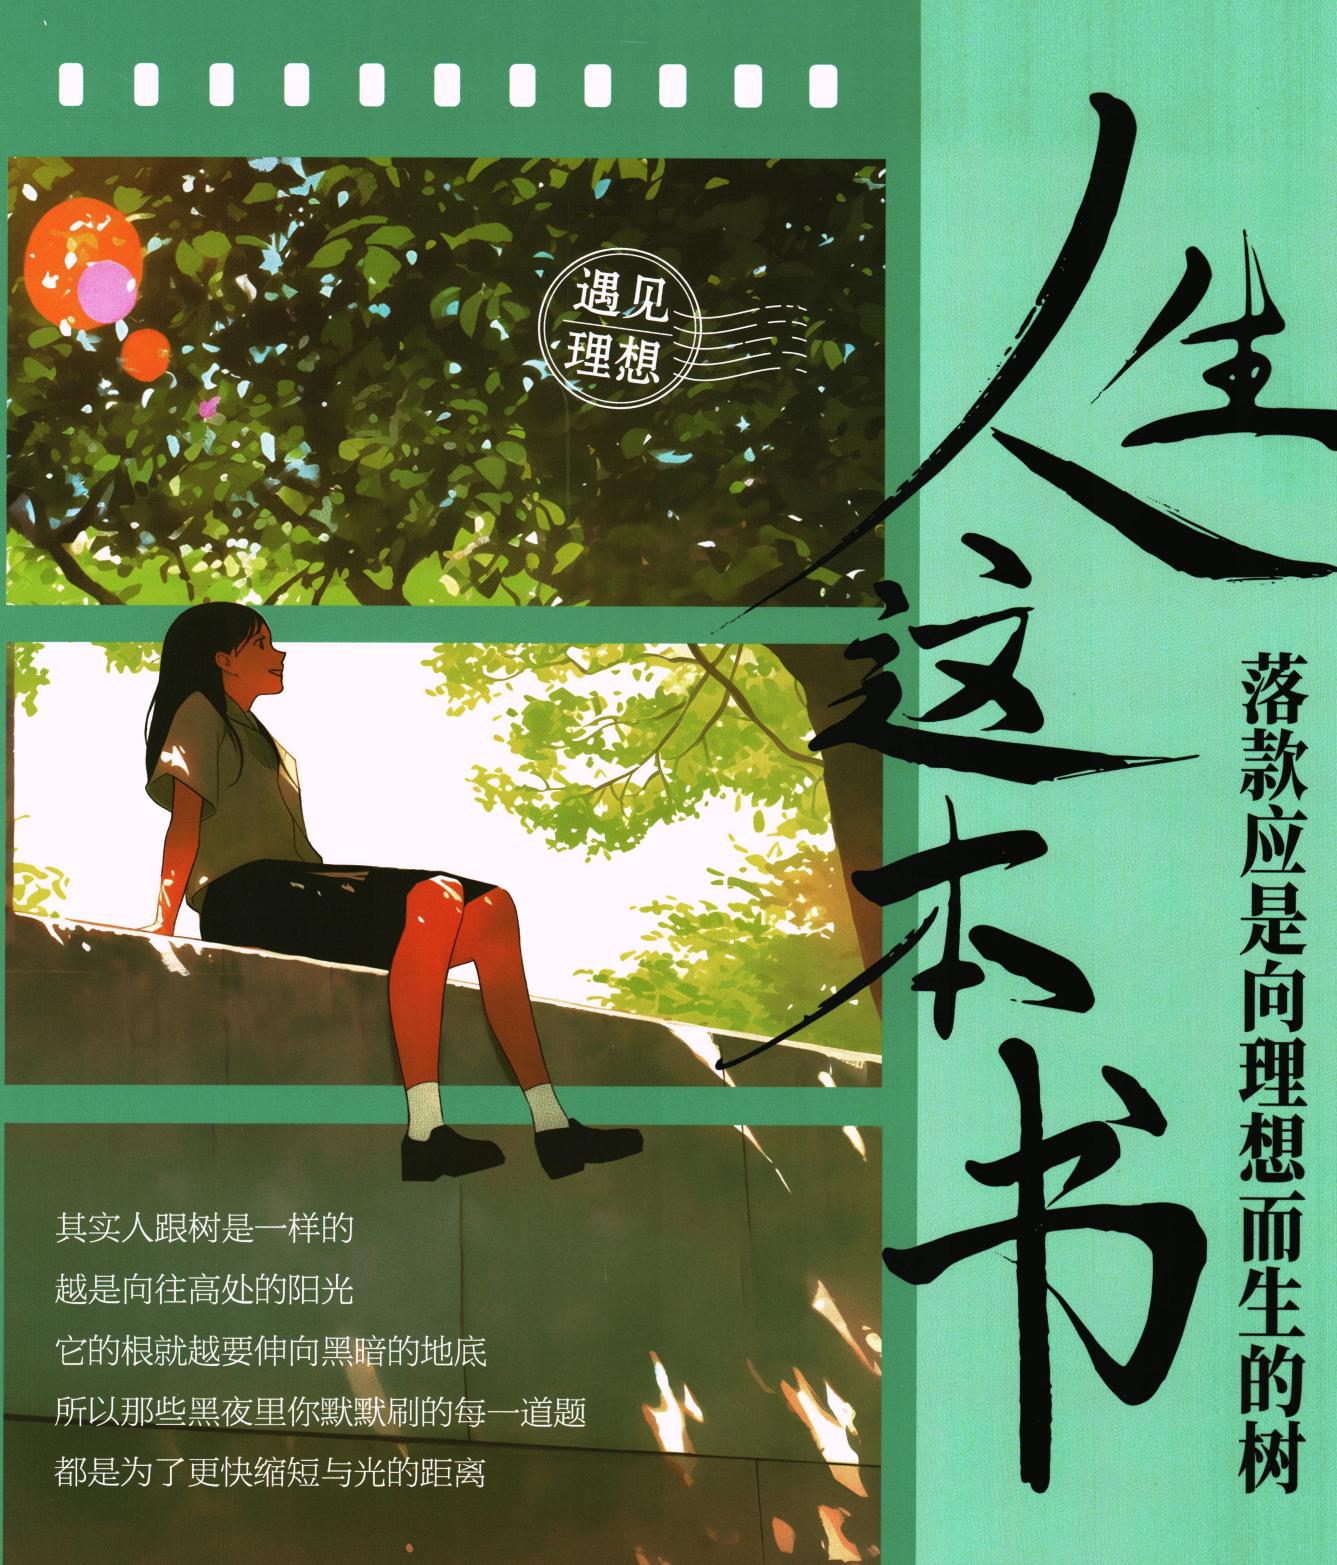 人生
这
本
书
落款应是向理想而生的树
遇见
理想
其实人跟树是一样的
越是向往高处的阳光
它的根就越要伸向黑暗的地底
所以那些黑夜里你默默刷的每一道题
都是为了更快缩短与光的距离